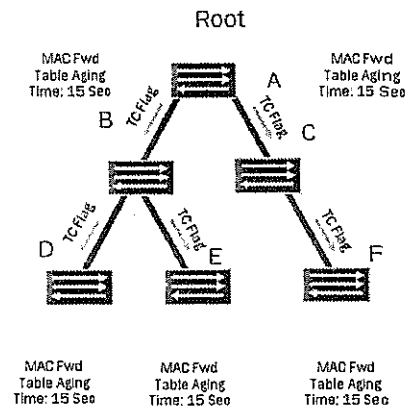 Root
MAC Fwd
Table Aging
Time: 15 Sec
MAC Fwd
Table Aging
Time: 15 Sec
A
B
TC Flag
TC Flag
C
D
TC Flag
TC Flag
E
TC Flag
F
MAC Fwd
Table Aging
Time: 15 Sec
MAC Fwd
Table Aging
Time: 15 Sec
MAC Fwd
Table Aging
Time: 15 Sec